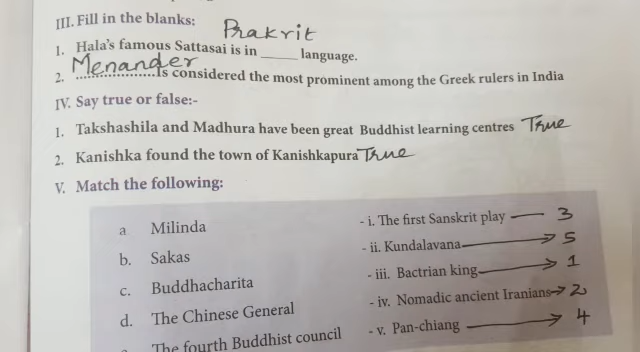 III. Fill in the blanks:
Prakrit
1. Hala's famous Sattasai is in ______ language.
Menander
2. ................Is considered the most prominent among the Greek rulers in India
IV. Say true or false:-
1. Takshashila and Madhura have been great Buddhist learning centres True
2. Kanishka found the town of Kanishkapura True
V. Match the following:
a Milinda - i. The first Sanskrit play 3
b. Sakas - ii. Kundalavana 5
c. Buddhacharita - iii. Bactrian king 1
d. The Chinese General - iv. Nomadic ancient Iranians 2
The fourth Buddhist council - v. Pan-chiang 4